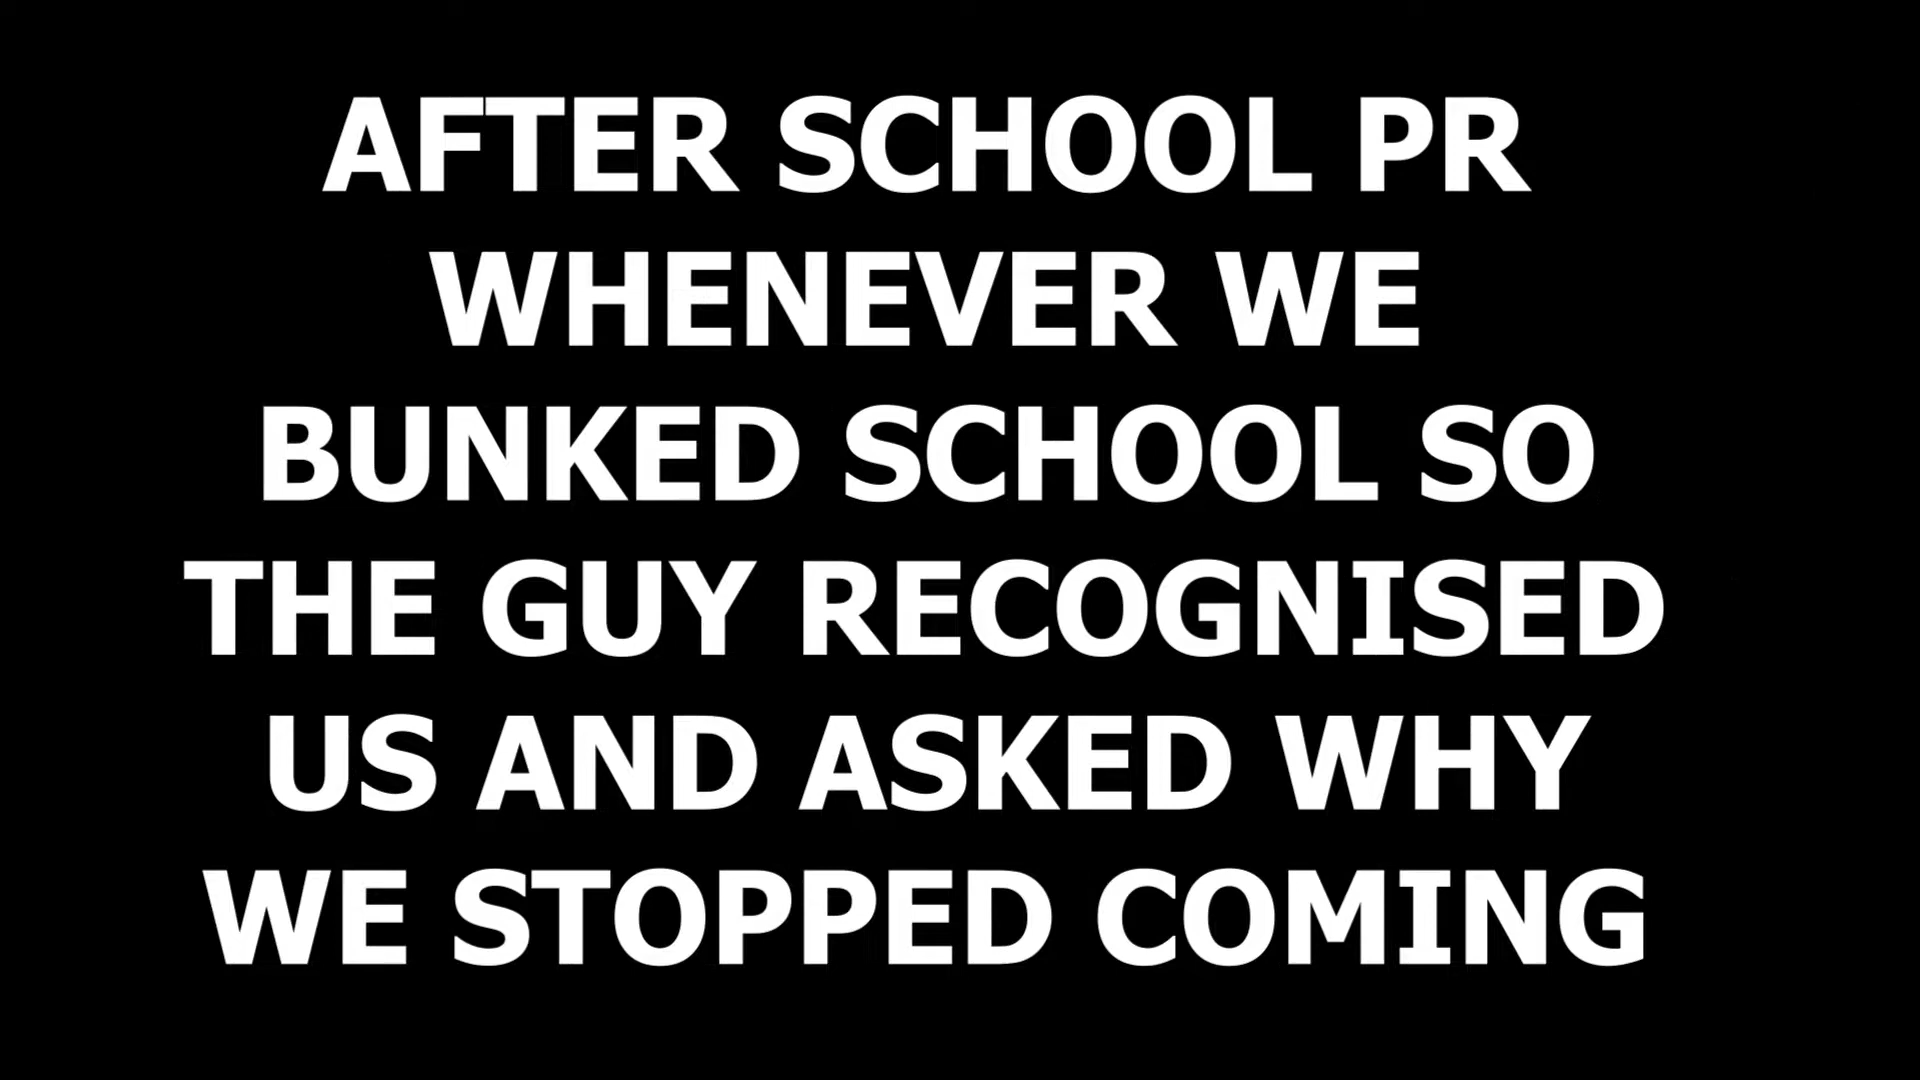 AFTER SCHOOL PR
WHENEVER WE
BUNKED SCHOOL SO
THE GUY RECOGNISED
US AND ASKED WHY
WE STOPPED COMING